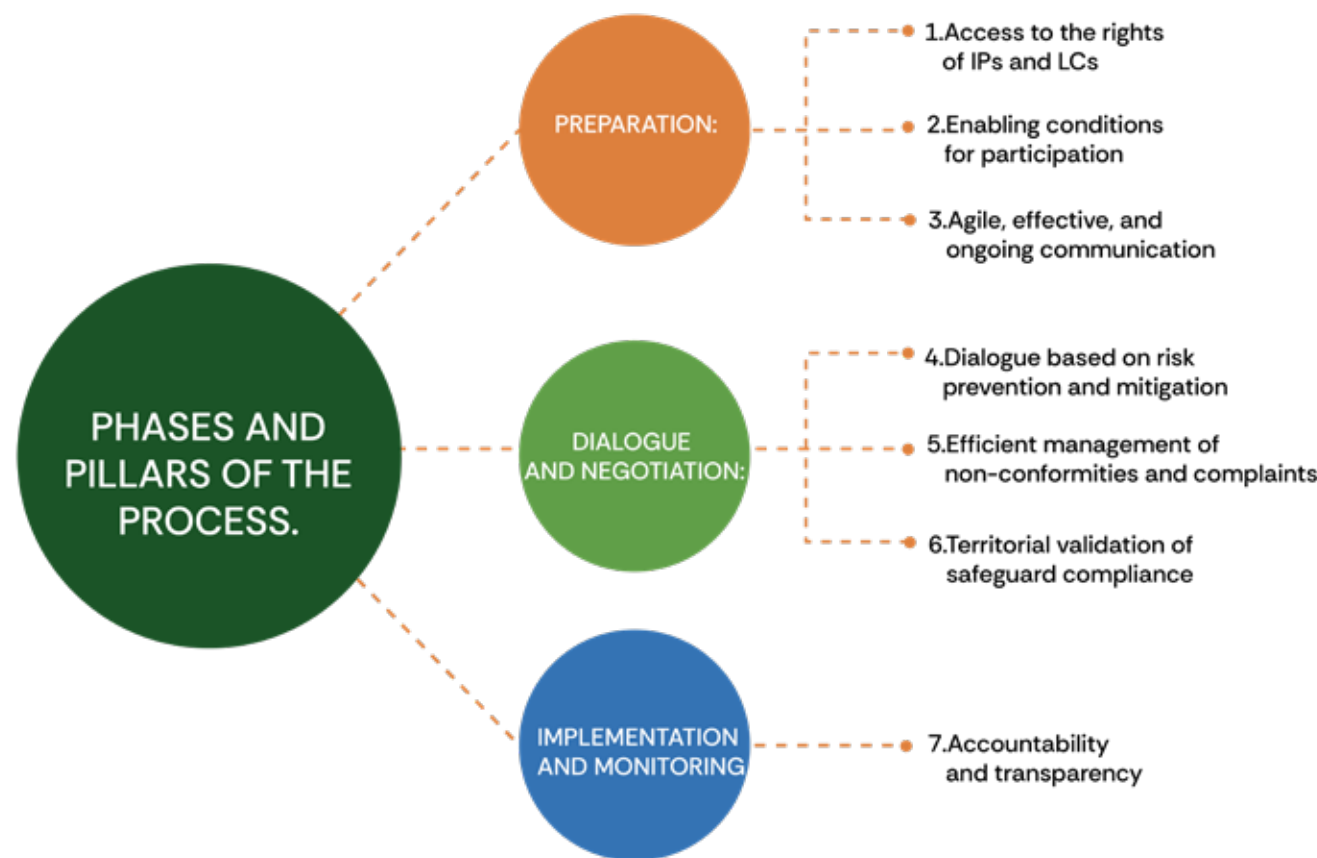 PHASES AND
PILLARS OF THE
PROCESS.
PREPARATION:
1.Access to the rights
of IPs and LCs
2.Enabling conditions
for participation
3.Agile, effective, and
ongoing communication
DIALOGUE
AND NEGOTIATION:
4.Dialogue based on risk
prevention and mitigation
5.Efficient management of
non-conformities and complaints
6.Territorial validation of
safeguard compliance
IMPLEMENTATION
AND MONITORING
7.Accountability
and transparency